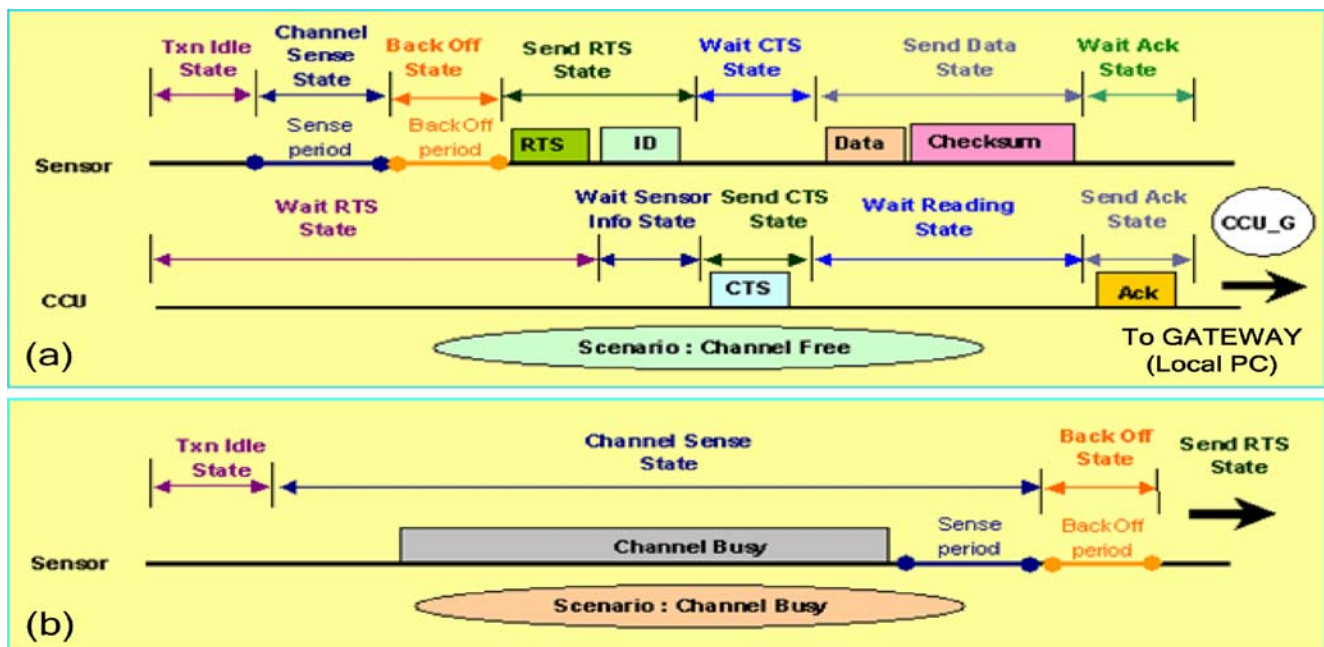 Txn Idle
State
Channel
Sense
State
Back Off
State
Send RTS
State
Wait CTS
State
Send Data
State
Wait Ack
State
Sense
period
BackOff
period
RTS
ID
Data
Checksum
Sensor
Wait RTS
State
Wait Sensor
Info State
Send CTS
State
Wait Reading
State
Send Ack
State
CCU_G
CTS
Ack
CCU
(a)
Scenario : Channel Free
To GATEWAY
(Local PC)
Txn Idle
State
Channel Sense
State
Back Off
State
Send RTS
State
Channel Busy
Sense
period
BackOff
period
Sensor
Scenario : Channel Busy
(b)